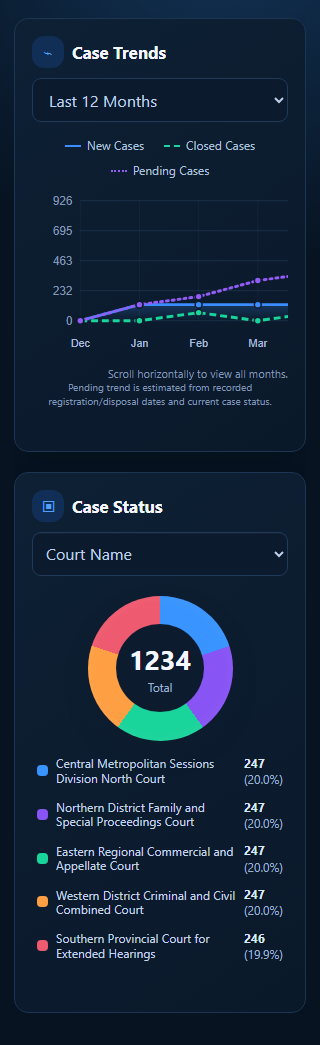 Case Trends
Last 12 Months
New Cases
Closed Cases
Pending Cases
926
695
463
232
0
Dec
Jan
Feb
Mar
Scroll horizontally to view all months.
Pending trend is estimated from recorded
registration/disposal dates and current case status.
Case Status
Court Name
1234
Total
Central Metropolitan Sessions
Division North Court
247
(20.0%)
Northern District Family and
Special Proceedings Court
247
(20.0%)
Eastern Regional Commercial and
Appellate Court
247
(20.0%)
Western District Criminal and Civil
Combined Court
247
(20.0%)
Southern Provincial Court for
Extended Hearings
246
(19.9%)